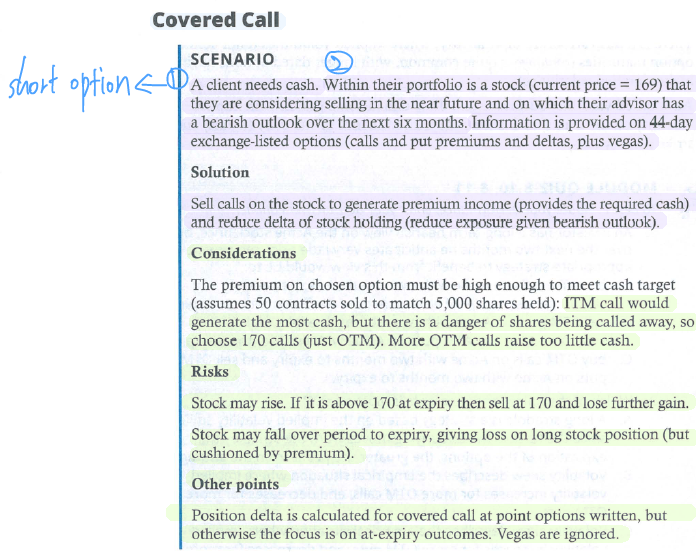 Covered Call
SCENARIO
②
short option ← ①
A client needs cash. Within their portfolio is a stock (current price = 169) that
they are considering selling in the near future and on which their advisor has
a bearish outlook over the next six months. Information is provided on 44-day
exchange-listed options (calls and put premiums and deltas, plus vegas).
Solution
Sell calls on the stock to generate premium income (provides the required cash)
and reduce delta of stock holding (reduce exposure given bearish outlook).
Considerations
The premium on chosen option must be high enough to meet cash target
(assumes 50 contracts sold to match 5,000 shares held): ITM call would
generate the most cash, but there is a danger of shares being called away, so
choose 170 calls (just OTM). More OTM calls raise too little cash.
Risks
Stock may rise. If it is above 170 at expiry then sell at 170 and lose further gain.
Stock may fall over period to expiry, giving loss on long stock position (but
cushioned by premium).
Other points
Position delta is calculated for covered call at point options written, but
otherwise the focus is on at-expiry outcomes. Vegas are ignored.